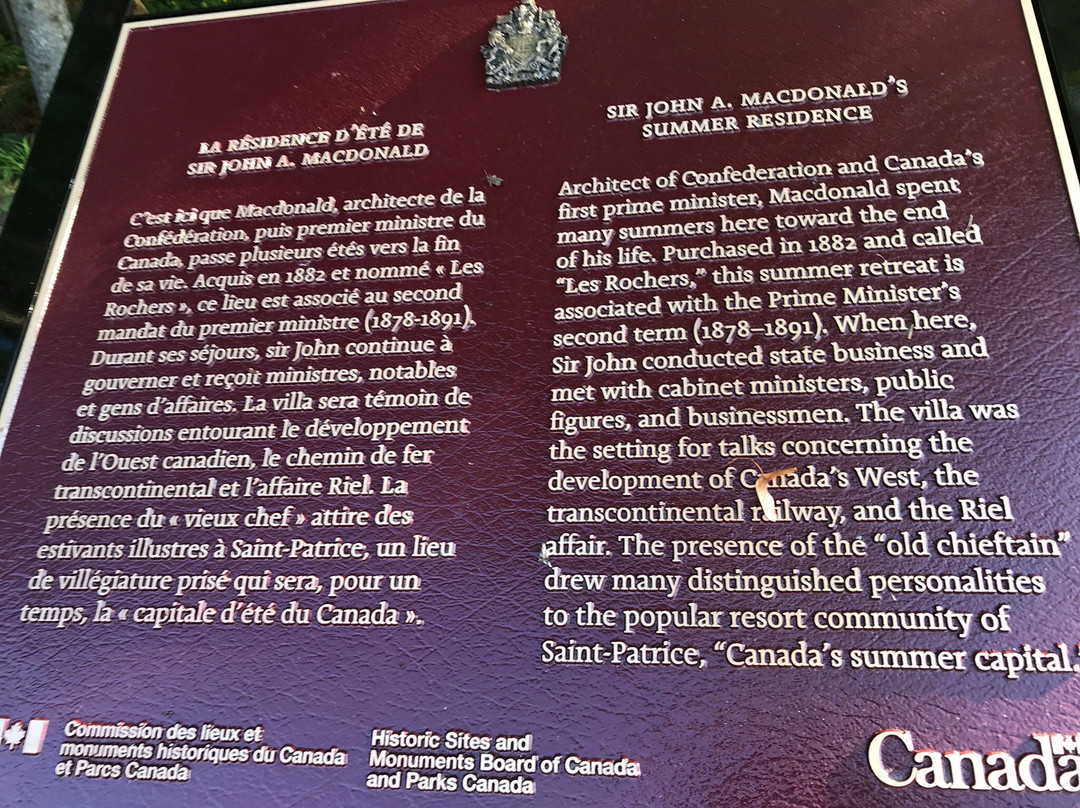 LA RÉSIDENCE D'ÉTÉ DE
SIR JOHN A. MACDONALD
C'est ici que Macdonald, architecte de la
Confédération, puis premier ministre du
Canada, passe plusieurs étés vers la fin
de sa vie. Acquis en 1882 et nommé « Les
Rochers », ce lieu est associé au second
mandat du premier ministre (1878-1891).
Durant ses séjours, sir John continue à
gouverner et reçoit ministres, notables
et gens d'affaires. La villa sera témoin de
discussions entourant le développement
de l'Ouest canadien, le chemin de fer
transcontinental et l'affaire Riel. La
présence du « vieux chef » attire des
estivants illustres à Saint-Patrice, un lieu
de villégiature prisé qui sera, pour un
temps, la « capitale d'été du Canada ».
SIR JOHN A. MACDONALD'S
SUMMER RESIDENCE
Architect of Confederation and Canada's
first prime minister, Macdonald spent
many summers here toward the end
of his life. Purchased in 1882 and called
“Les Rochers,” this summer retreat is
associated with the Prime Minister's
second term (1878–1891). When here,
Sir John conducted state business and
met with cabinet ministers, public
figures, and businessmen. The villa was
the setting for talks concerning the
development of Canada's West, the
transcontinental railway, and the Riel
affair. The presence of the “old chieftain”
drew many distinguished personalities
to the popular resort community of
Saint-Patrice, “Canada's summer capital.”
Commission des lieux et
monuments historiques du Canada
et Parcs Canada
Historic Sites and
Monuments Board of Canada
and Parks Canada
Canada